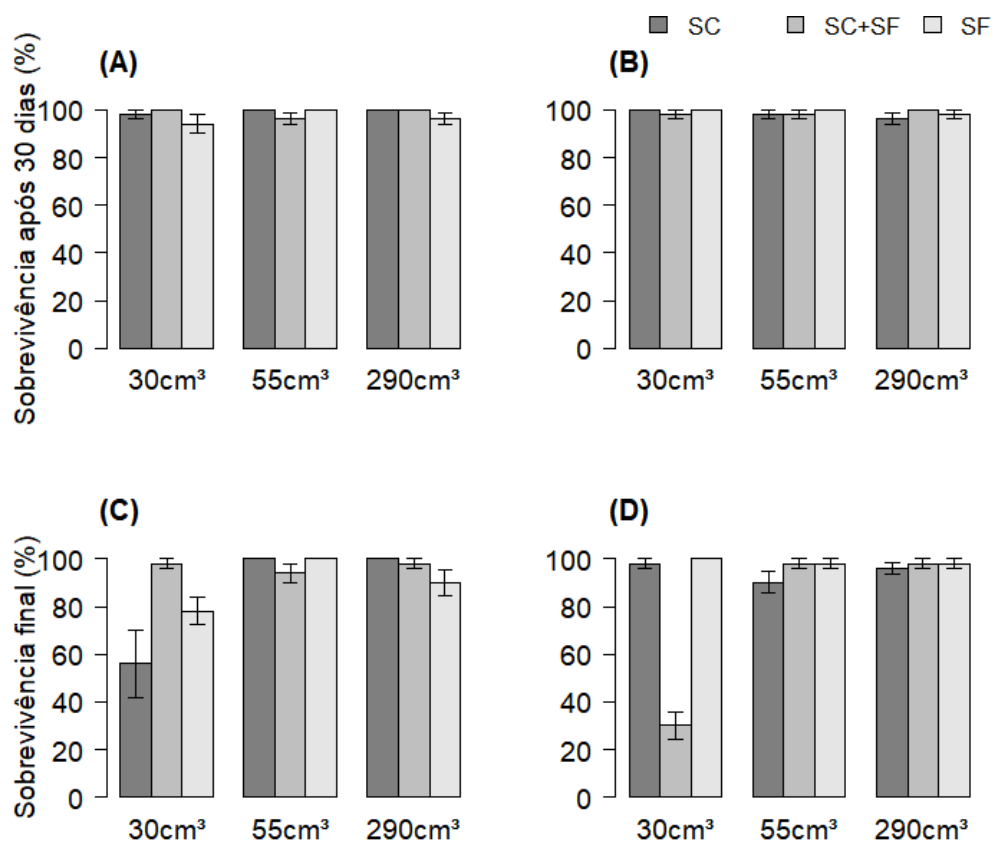 SC SC+SF SF
(A) (B)
Sobrevivência após 30 dias (%)
100 100
80 80
60 60
40 40
20 20
0 0
30cm³ 55cm³ 290cm³ 30cm³ 55cm³ 290cm³
(C) (D)
Sobrevivência final (%)
100 100
80 80
60 60
40 40
20 20
0 0
30cm³ 55cm³ 290cm³ 30cm³ 55cm³ 290cm³